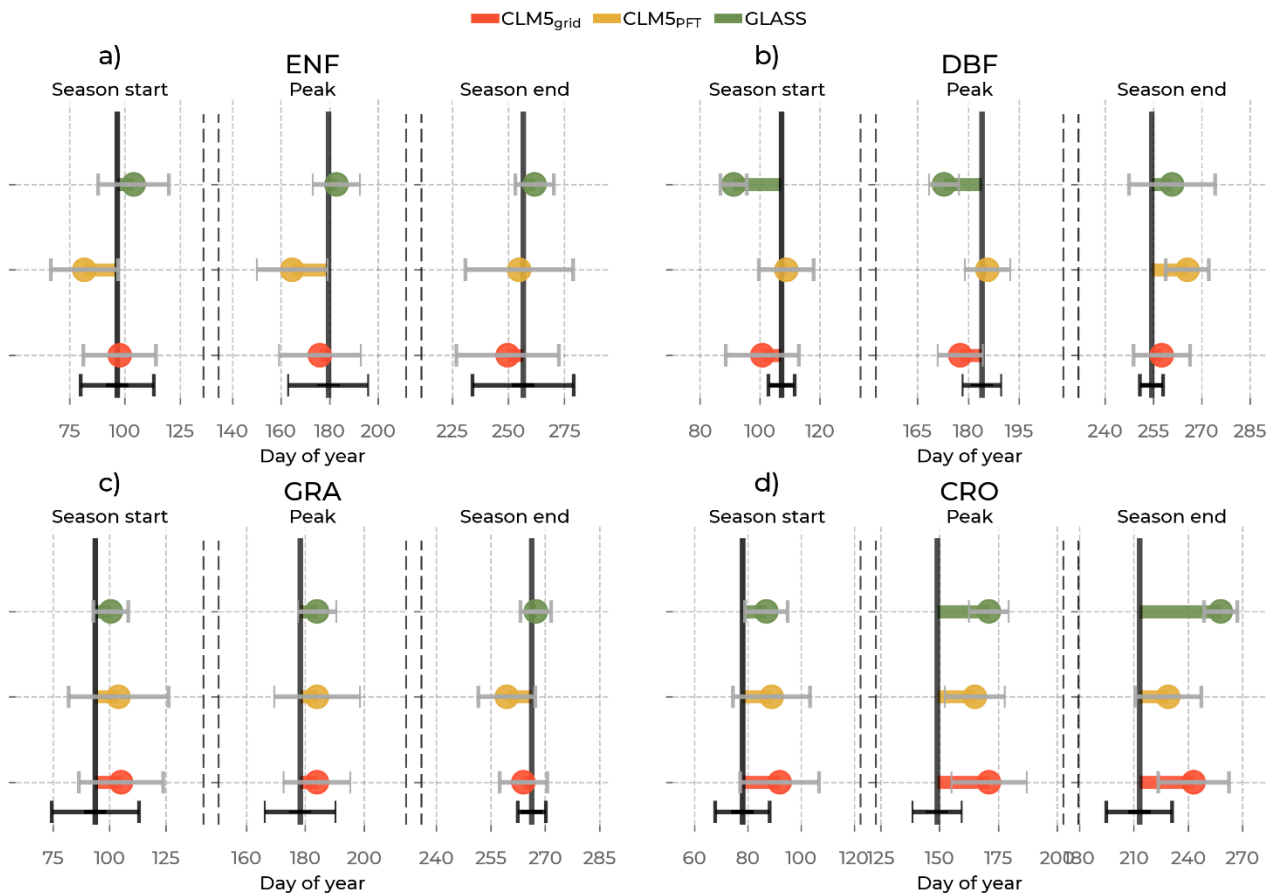 CLM5grid CLM5PFT GLASS
a) ENF
Season start Peak Season end
75 100 125 140 160 180 200 225 250 275
Day of year
b) DBF
Season start Peak Season end
80 100 120 165 180 195 240 255 270 285
Day of year
c) GRA
Season start Peak Season end
75 100 125 160 180 200 240 255 270 285
Day of year
d) CRO
Season start Peak Season end
60 80 100 120 125 150 175 200 180 210 240 270
Day of year